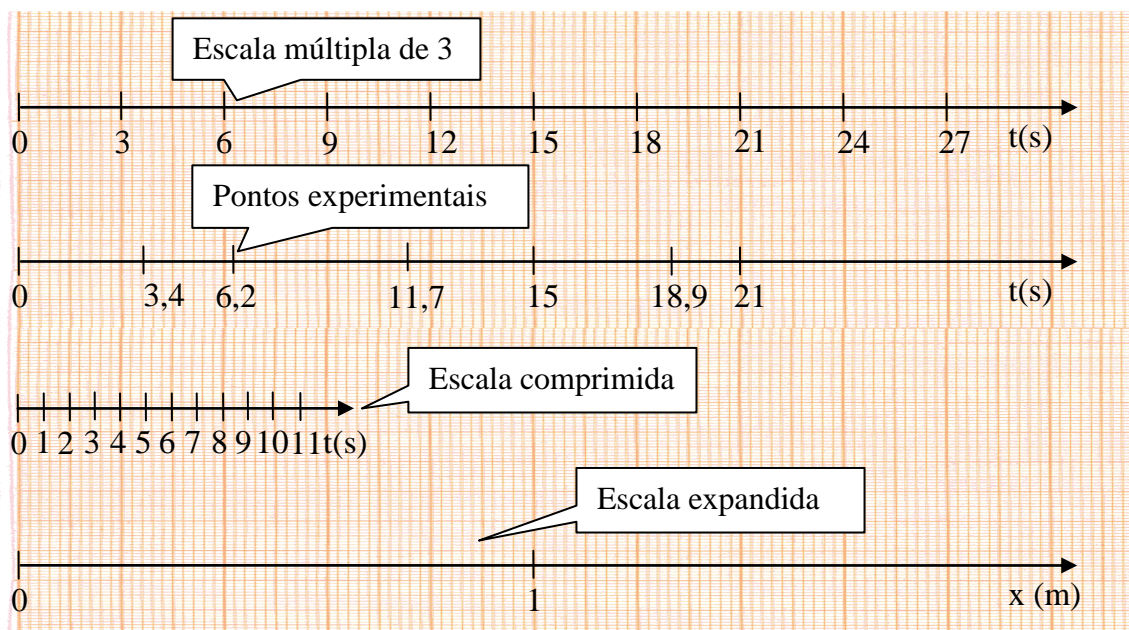 Escala múltipla de 3
0 3 6 9 12 15 18 21 24 27 t(s)
Pontos experimentais
0 3,4 6,2 11,7 15 18,9 21 t(s)
Escala comprimida
0 1 2 3 4 5 6 7 8 9 10 11 t(s)
Escala expandida
0 1 x (m)